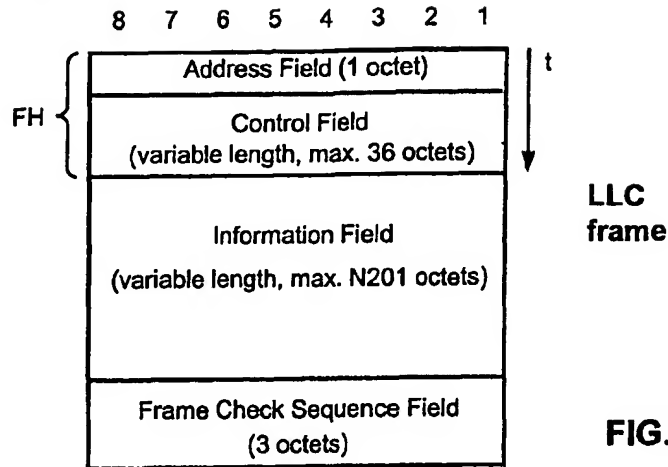 8 7 6 5 4 3 2 1
Address Field (1 octet)
t
FH
Control Field
(variable length, max. 36 octets)
LLC
frame
Information Field
(variable length, max. N201 octets)
Frame Check Sequence Field
(3 octets)
FIG.